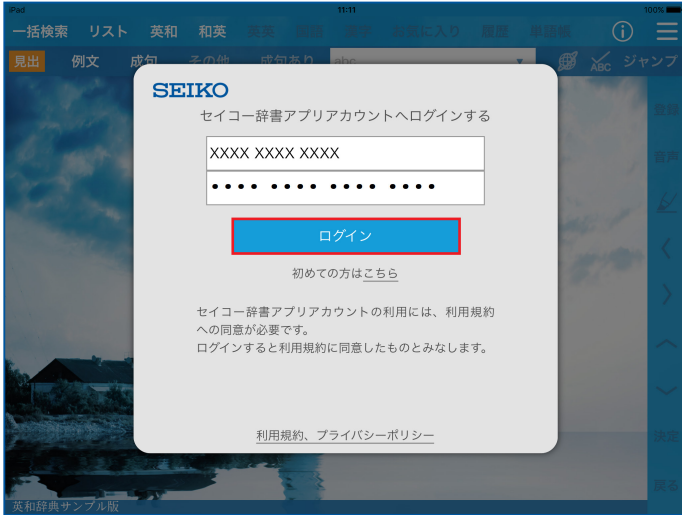 iPad 11:11 100%
一括検索 リスト 英和 和英 英英 に入り 履歴 単語帳
見出 例文 成句 その他 成句あり abc ABC ジャンプ
SEIKO
セイコー辞書アプリアカウントへログインする
XXXX XXXX XXXX
•••• •••• •••• ••••
ログイン
初めての方はこちら
セイコー辞書アプリアカウントの利用には、利用規約
への同意が必要です。
ログインすると利用規約に同意したものとみなします。
利用規約、プライバシーポリシー
登録
音声
決定
戻る
英和辞典サンプル版